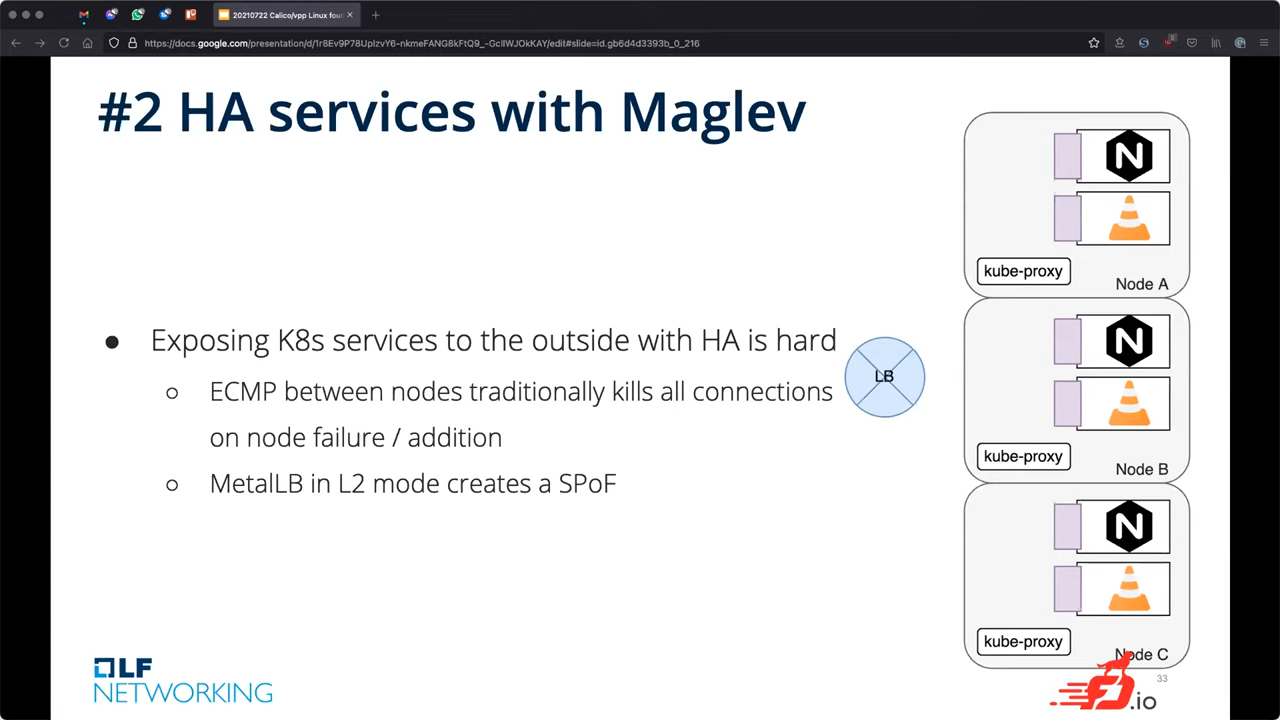 20210722 Calico/vpp Linux fou
https://docs.google.com/presentation/d/1r8Ev9P78UpIzvY6-nkmeFANG8kFtQ9_-GclIWJOkKAY/edit#slide=id.gb6d4d3393b_0_216
#2 HA services with Maglev
Exposing K8s services to the outside with HA is hard
ECMP between nodes traditionally kills all connections
on node failure / addition
MetalLB in L2 mode creates a SPoF
LB
N
kube-proxy
Node A
N
kube-proxy
Node B
N
kube-proxy
Node C
LF
NETWORKING
33
FD.io